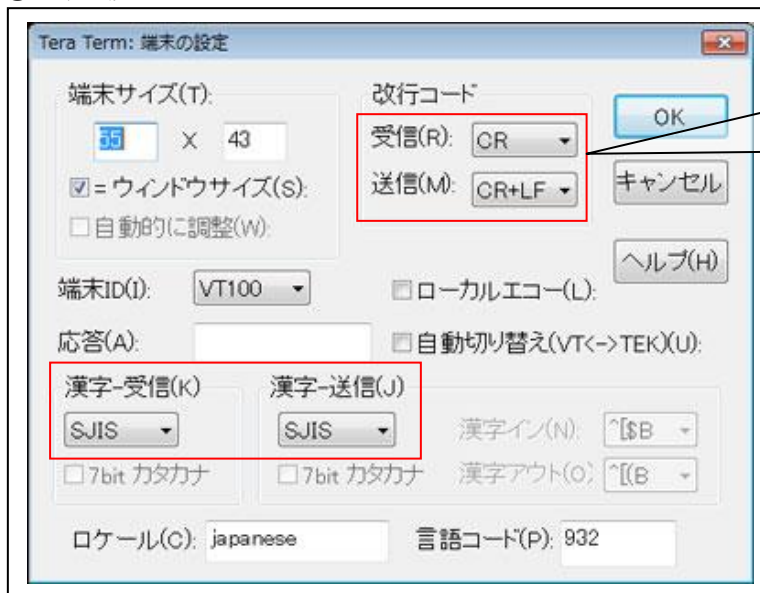 Tera Term: 端末の設定
端末サイズ(T):
55 X 43
=ウィンドウサイズ(S):
自動的に調整(W):
改行コード
受信(R): CR
送信(M): CR+LF
OK
キャンセル
ヘルプ(H)
端末ID(I): VT100
ローカルエコー(L):
応答(A):
自動切り替え(VT<->TEK)(U):
漢字-受信(K)
SJIS
7bit カタカナ
漢字-送信(J)
SJIS
7bit カタカナ
漢字イン(N): ^[$B
漢字アウト(O) ^[(B
ロケール(C): japanese
言語コード(P): 932